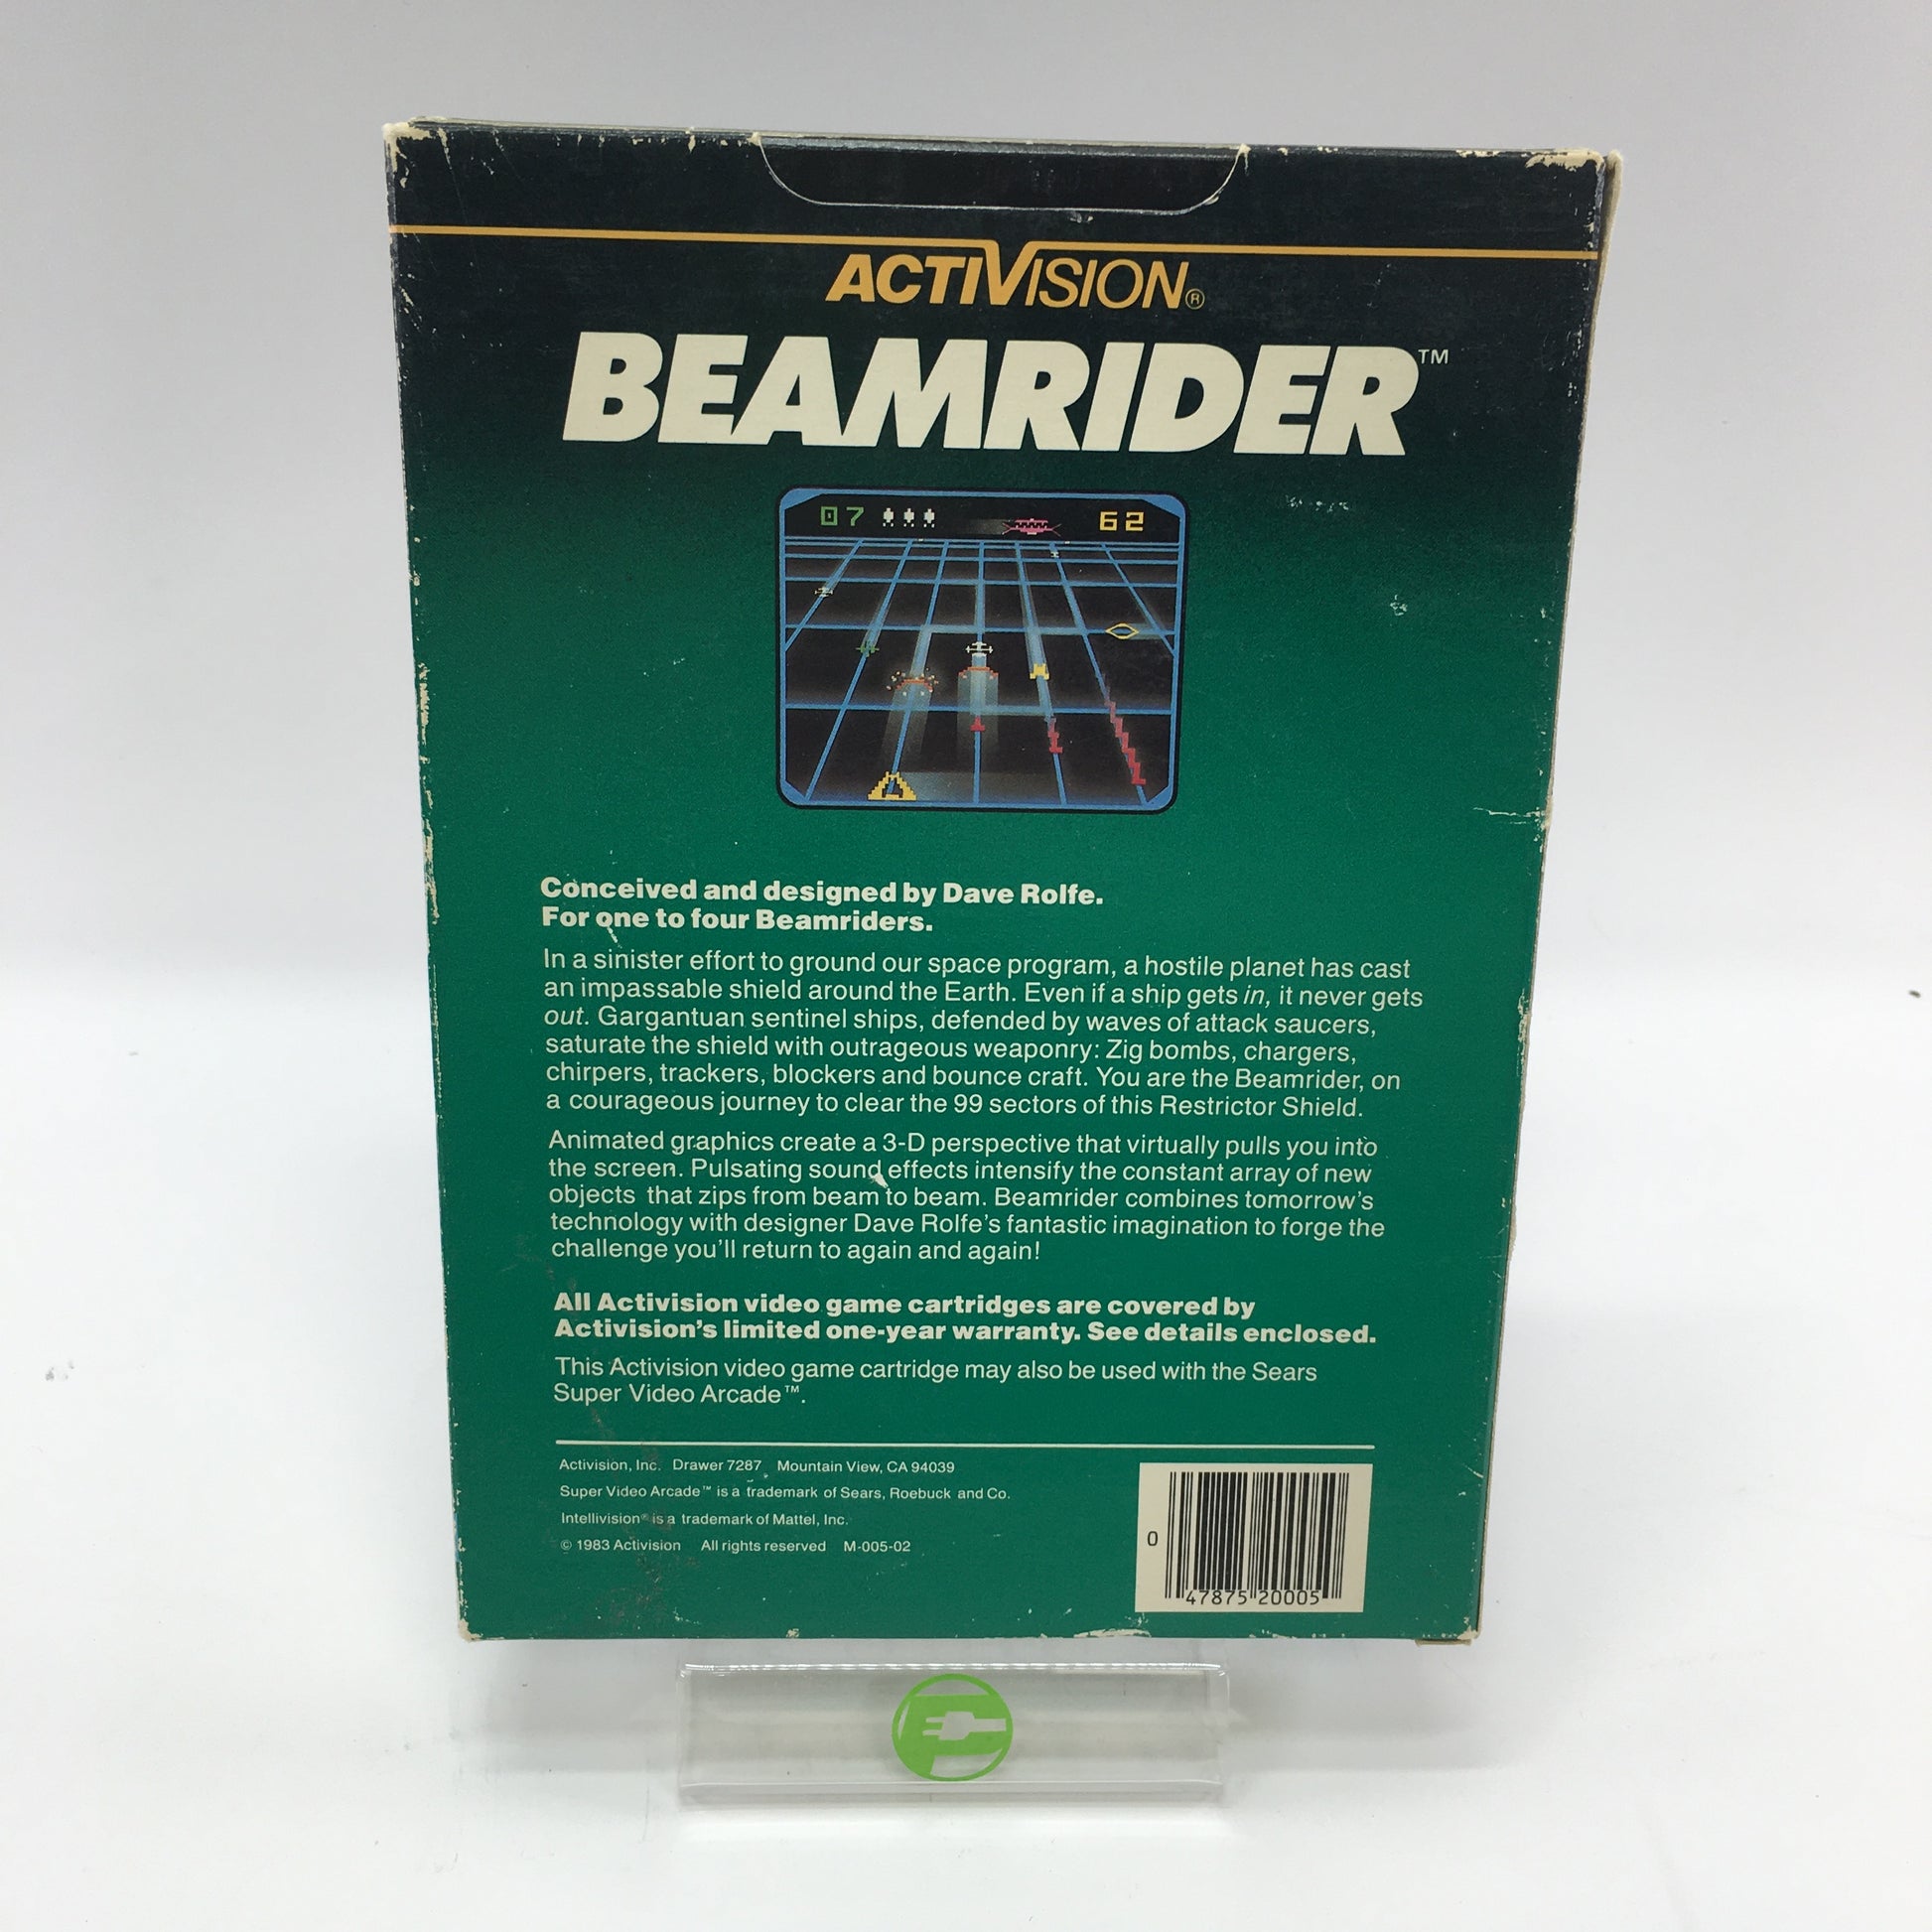 ACTIVISION®
BEAMRIDER™
07 62
Conceived and designed by Dave Rolfe.
For one to four Beamriders.
In a sinister effort to ground our space program, a hostile planet has cast
an impassable shield around the Earth. Even if a ship gets in, it never gets
out. Gargantuan sentinel ships, defended by waves of attack saucers,
saturate the shield with outrageous weaponry: Zig bombs, chargers,
chirpers, trackers, blockers and bounce craft. You are the Beamrider, on
a courageous journey to clear the 99 sectors of this Restrictor Shield.
Animated graphics create a 3-D perspective that virtually pulls you into
the screen. Pulsating sound effects intensify the constant array of new
objects that zips from beam to beam. Beamrider combines tomorrow's
technology with designer Dave Rolfe's fantastic imagination to forge the
challenge you'll return to again and again!
All Activision video game cartridges are covered by
Activision's limited one-year warranty. See details enclosed.
This Activision video game cartridge may also be used with the Sears
Super Video Arcade™.
Activision, Inc. Drawer 7287 Mountain View, CA 94039
Super Video Arcade™ is a trademark of Sears, Roebuck and Co.
Intellivision® is a trademark of Mattel, Inc.
© 1983 Activision All rights reserved M-005-02
0 47875 20005